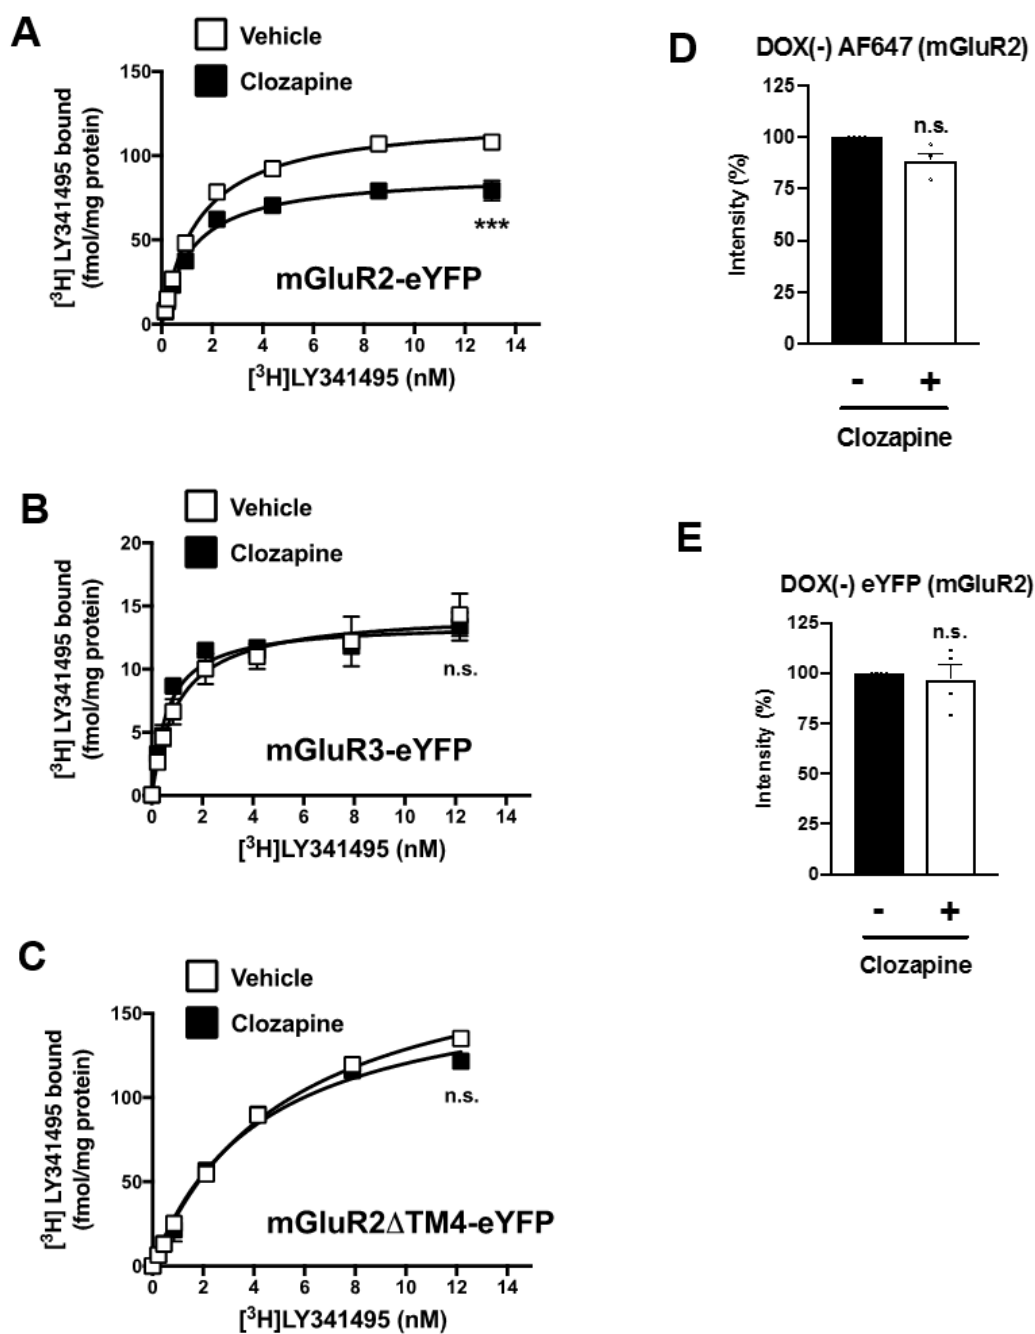 A
Vehicle
Clozapine
[³H] LY341495 bound
(fmol/mg protein)
150
100
50
0
***
mGluR2-eYFP
0 2 4 6 8 10 12 14
[³H]LY341495 (nM)
B
Vehicle
Clozapine
[³H] LY341495 bound
(fmol/mg protein)
20
15
10
5
0
n.s.
mGluR3-eYFP
0 2 4 6 8 10 12 14
[³H]LY341495 (nM)
C
Vehicle
Clozapine
[³H] LY341495 bound
(fmol/mg protein)
150
100
50
0
n.s.
mGluR2ΔTM4-eYFP
0 2 4 6 8 10 12 14
[³H]LY341495 (nM)
D
DOX(-) AF647 (mGluR2)
Intensity (%)
125
100
75
50
25
0
n.s.
- +
Clozapine
E
DOX(-) eYFP (mGluR2)
Intensity (%)
125
100
75
50
25
0
n.s.
- +
Clozapine